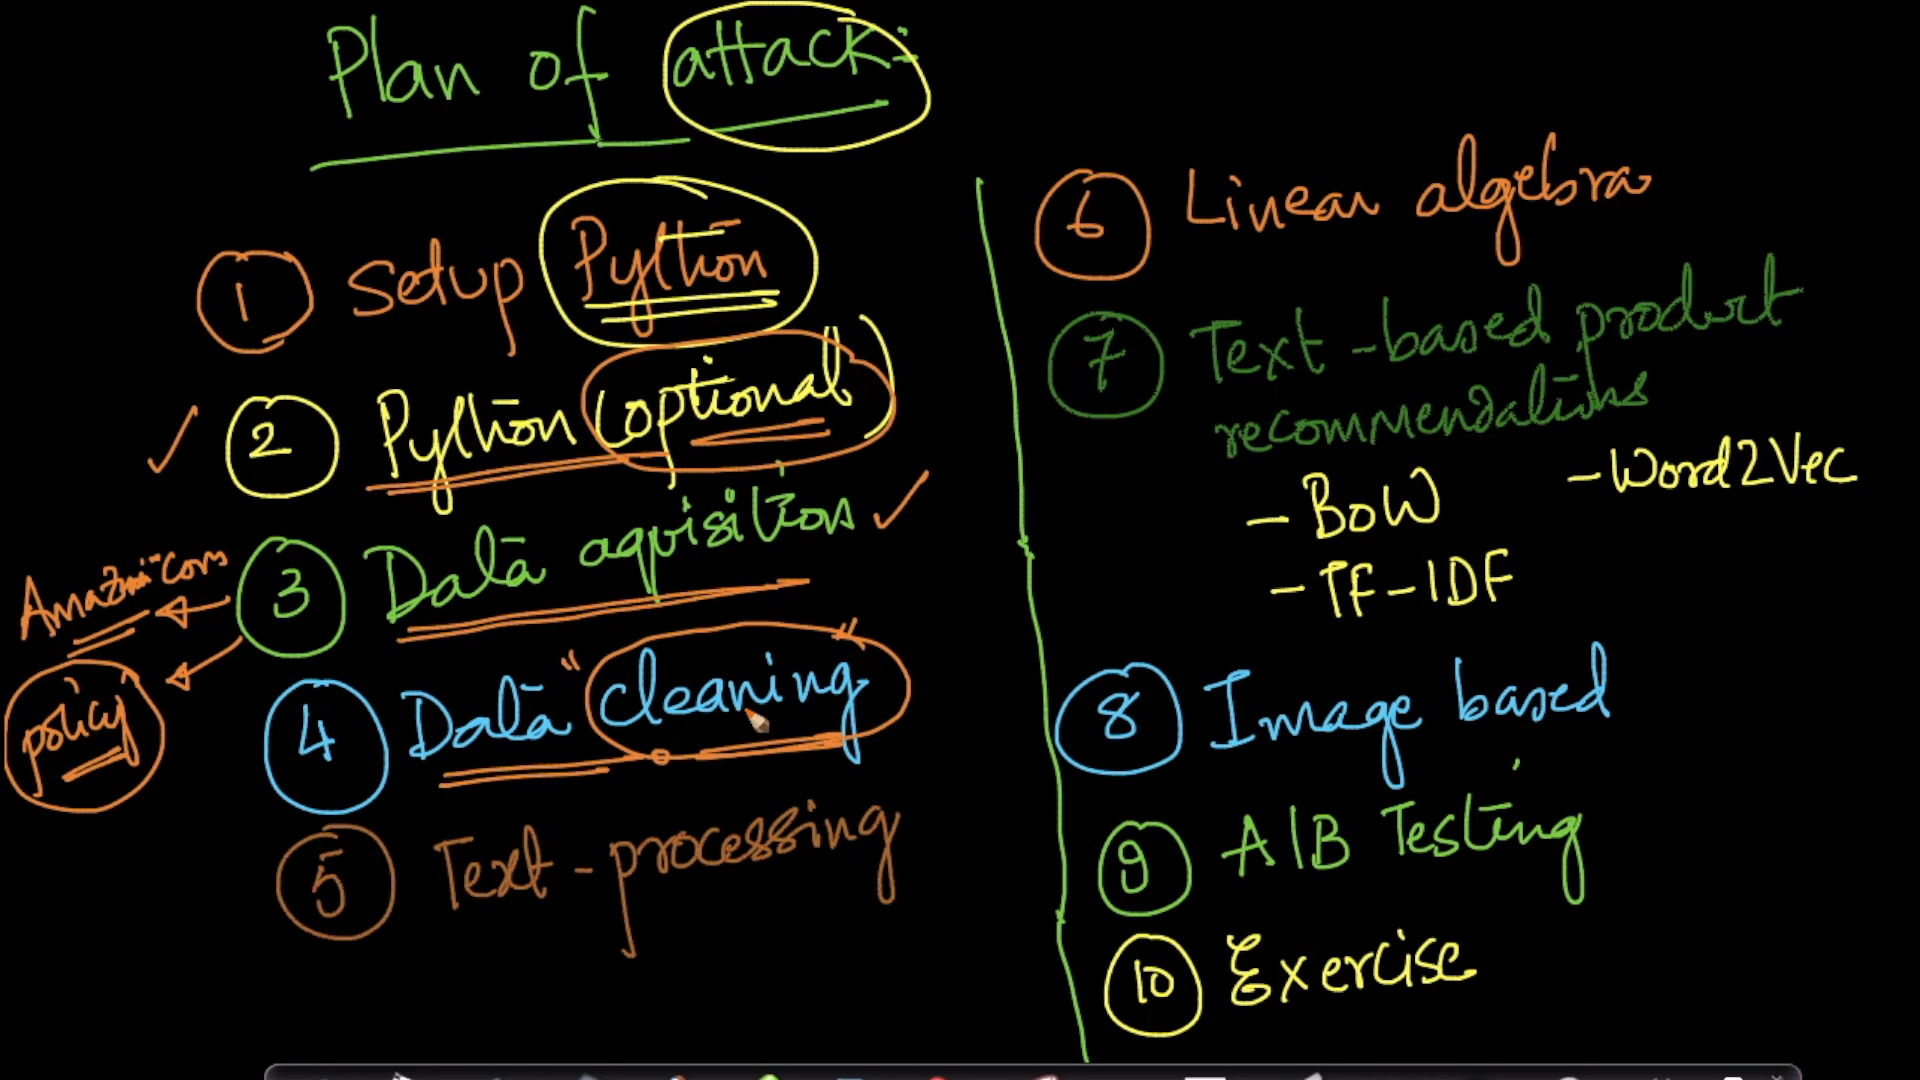 Plan of attack:
1 Setup Python
2 Python (optional)
3 Data aqvisition
Amazon.com
policy
4 Data "cleaning"
5 Text-processing
6 Linear algebra
7 Text-based product
recommendations
- BoW
- Word2Vec
- TF-IDF
8 Image based
9 A/B Testing
10 Exercise